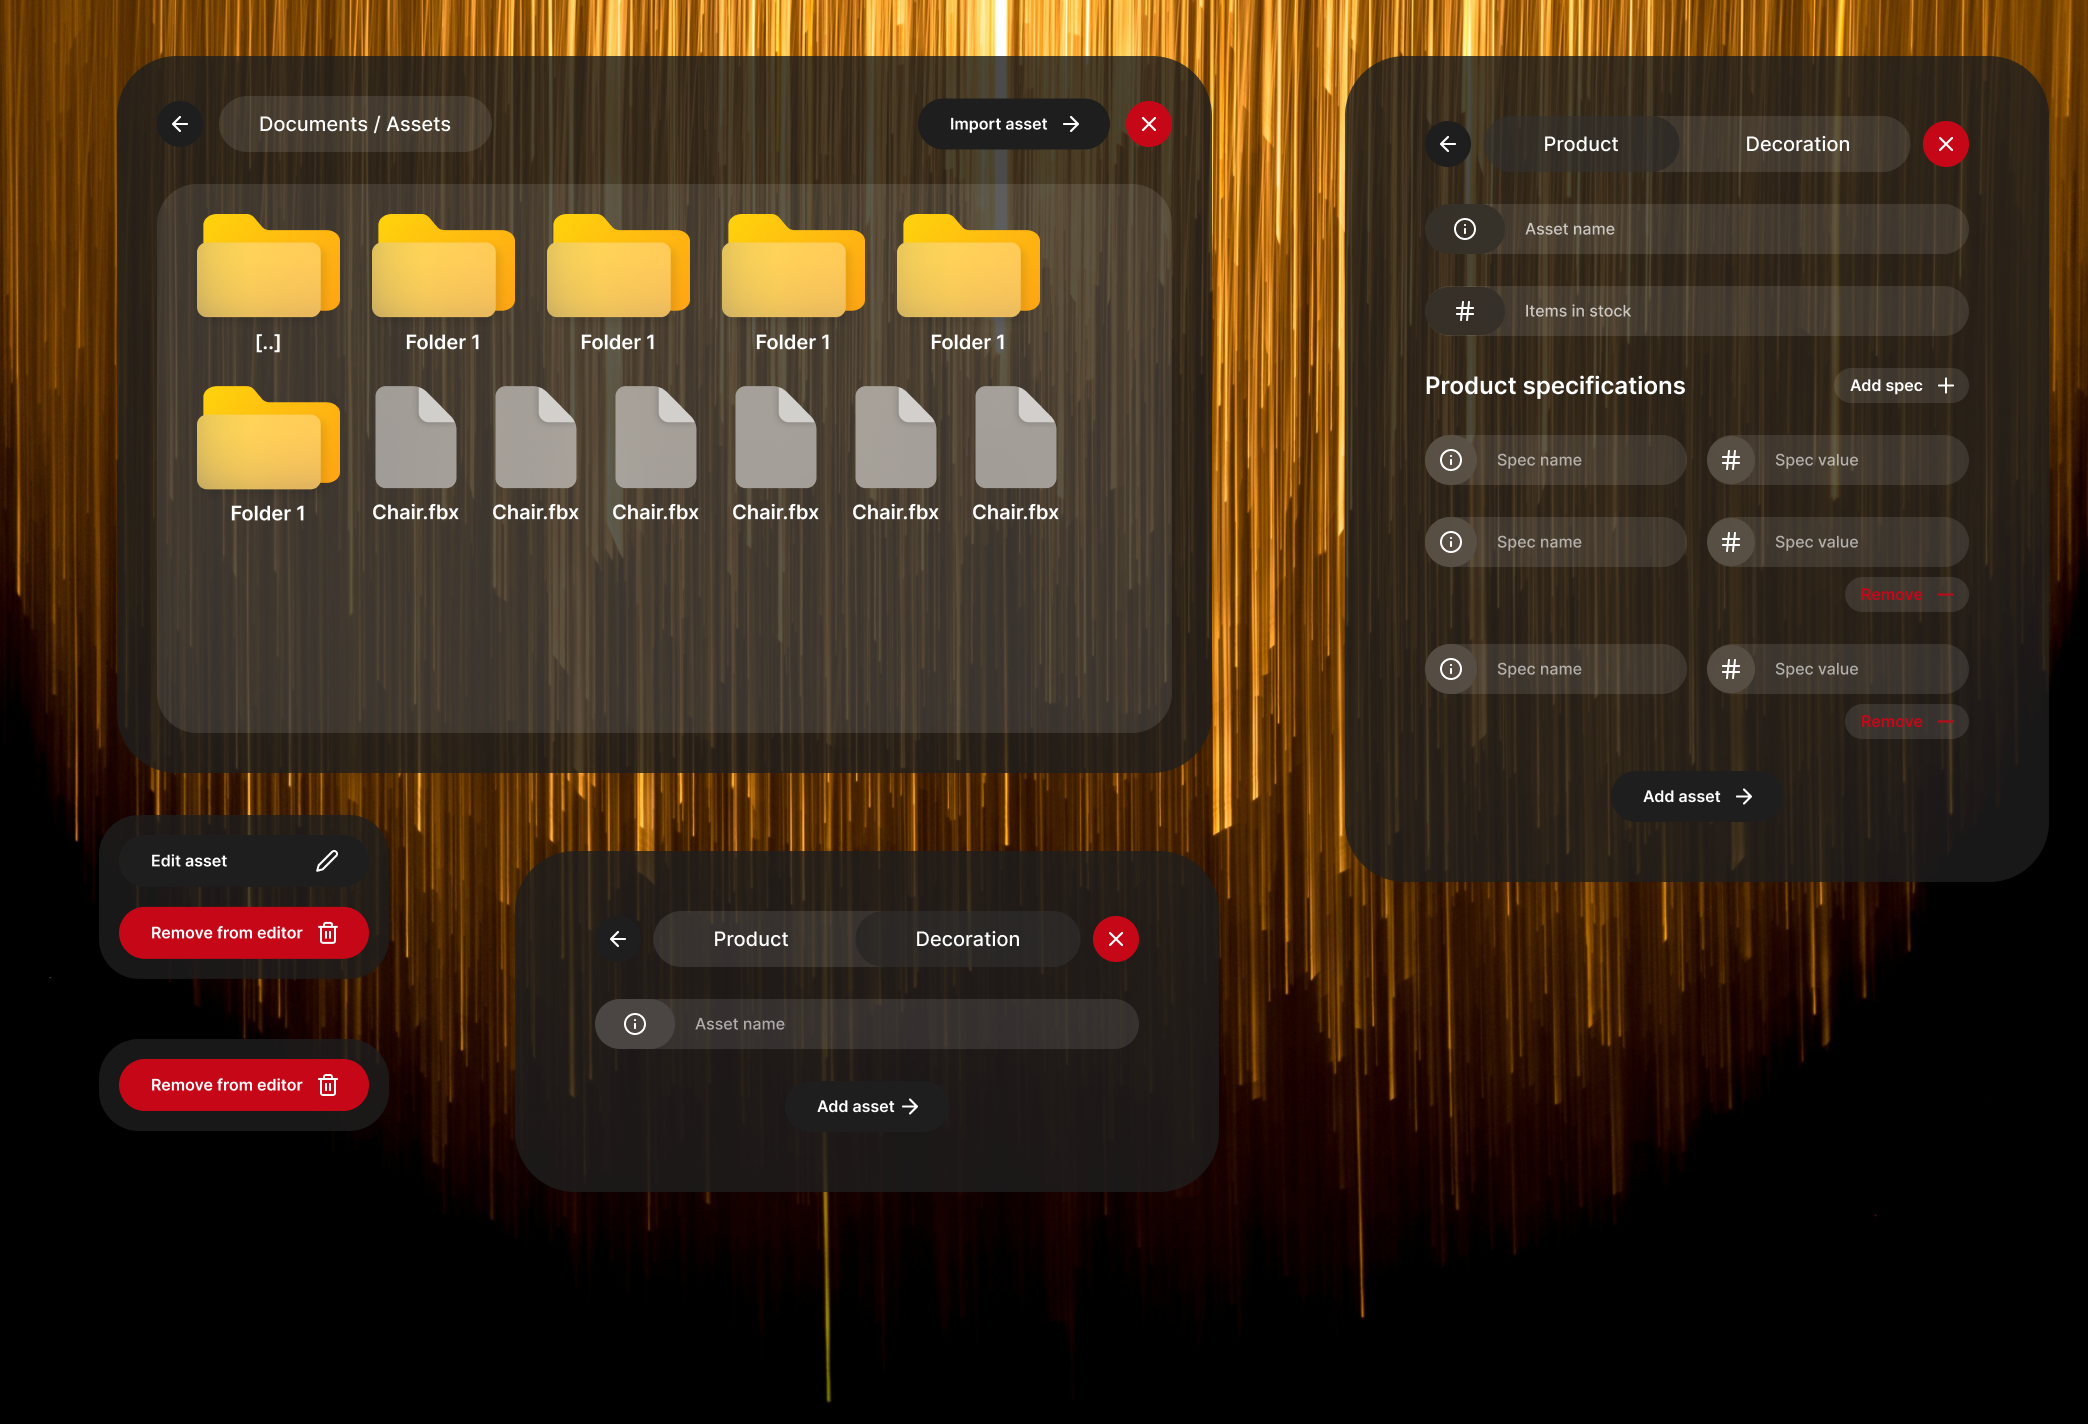 Documents / Assets
Import asset
[..]
Folder 1
Folder 1
Folder 1
Folder 1
Folder 1
Chair.fbx
Chair.fbx
Chair.fbx
Chair.fbx
Chair.fbx
Chair.fbx
Product
Decoration
Asset name
Items in stock
Product specifications
Add spec
Spec name
Spec value
Spec name
Spec value
Remove
Spec name
Spec value
Remove
Add asset
Edit asset
Remove from editor
Remove from editor
Product
Decoration
Asset name
Add asset